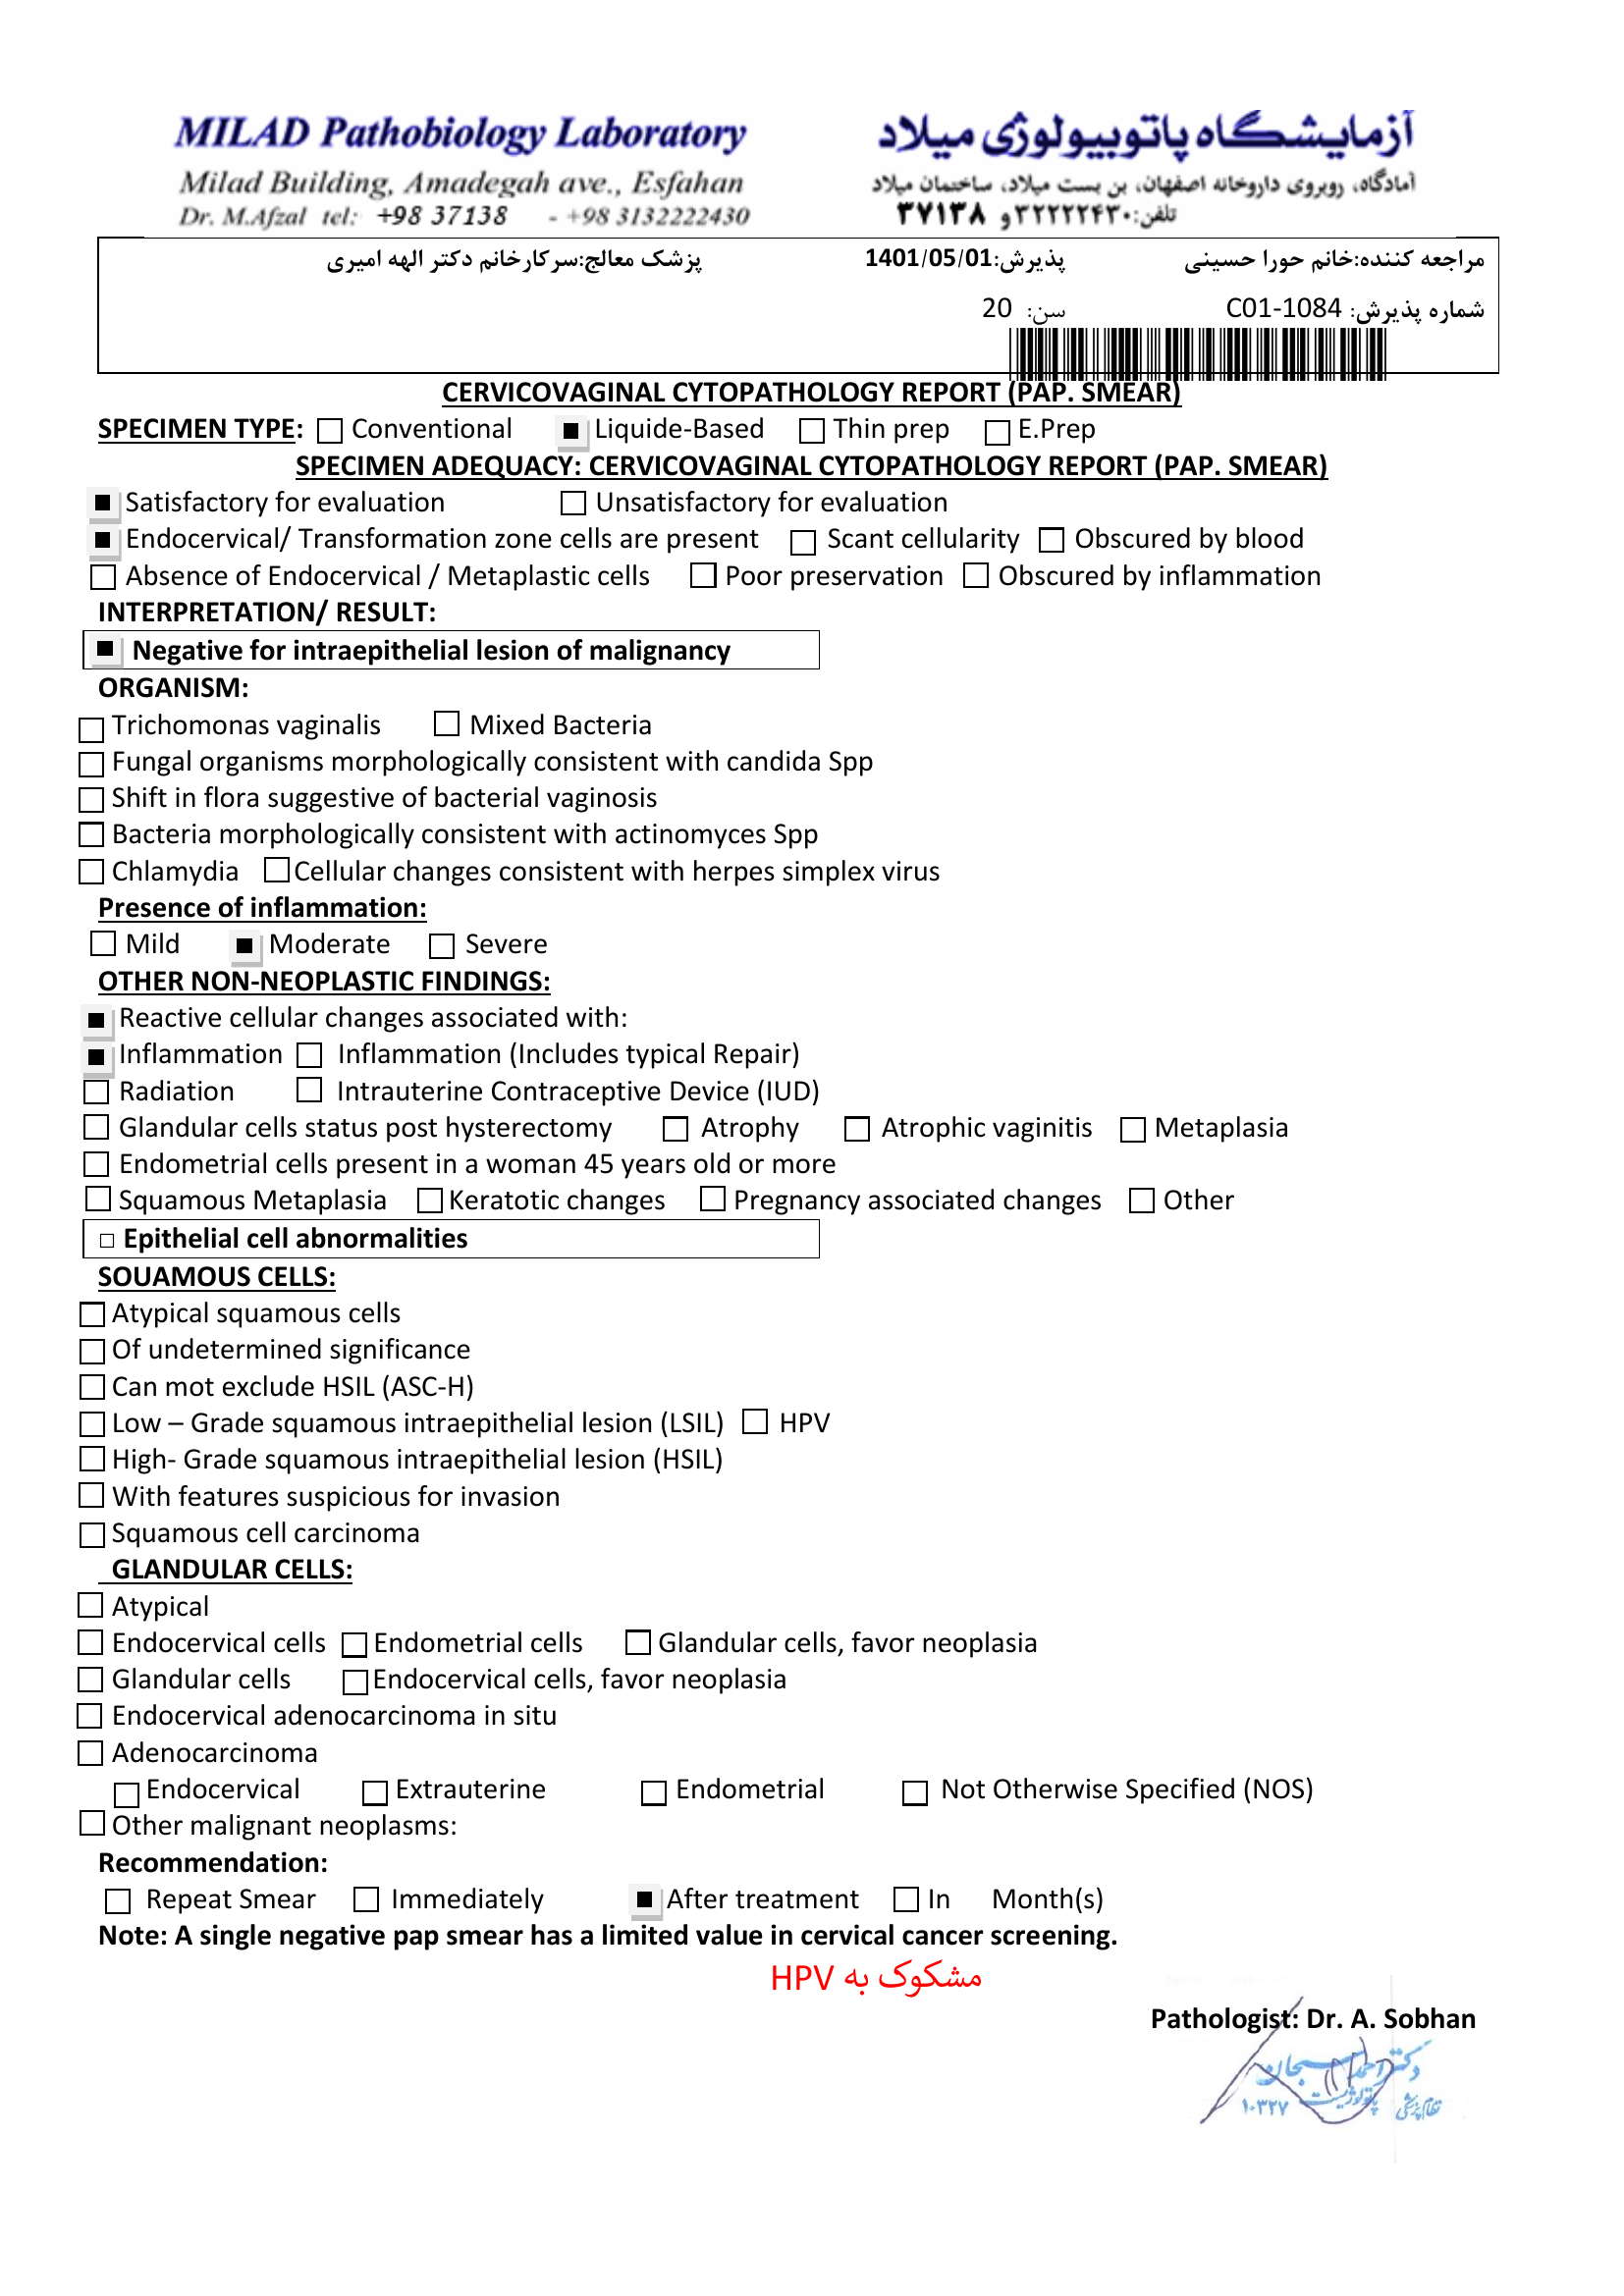 MILAD Pathobiology Laboratory
آزمایشگاه پاتوبیولوژی میلاد
Milad Building, Amadegah ave., Esfahan
آمادگاه، روبروی داروخانه اصفهان، بن بست میلاد، ساختمان میلاد
Dr. M.Afzal tel: +98 37138 - +98 3132222430
تلفن:۳۲۲۲۲۴۳۰ و ۳۷۱۳۸
مراجعه کننده:خانم حورا حسینی پذیرش:1401/05/01 پزشک معالج:سرکارخانم دکتر الهه امیری
شماره پذیرش: C01-1084 سن: 20
CERVICOVAGINAL CYTOPATHOLOGY REPORT (PAP. SMEAR)
SPECIMEN TYPE: ☐ Conventional ■ Liquide-Based ☐ Thin prep ☐ E.Prep
SPECIMEN ADEQUACY: CERVICOVAGINAL CYTOPATHOLOGY REPORT (PAP. SMEAR)
■ Satisfactory for evaluation ☐ Unsatisfactory for evaluation
■ Endocervical/ Transformation zone cells are present ☐ Scant cellularity ☐ Obscured by blood
☐ Absence of Endocervical / Metaplastic cells ☐ Poor preservation ☐ Obscured by inflammation
INTERPRETATION/ RESULT:
■ Negative for intraepithelial lesion of malignancy
ORGANISM:
☐ Trichomonas vaginalis ☐ Mixed Bacteria
☐ Fungal organisms morphologically consistent with candida Spp
☐ Shift in flora suggestive of bacterial vaginosis
☐ Bacteria morphologically consistent with actinomyces Spp
☐ Chlamydia ☐ Cellular changes consistent with herpes simplex virus
Presence of inflammation:
☐ Mild ■ Moderate ☐ Severe
OTHER NON-NEOPLASTIC FINDINGS:
■ Reactive cellular changes associated with:
■ Inflammation ☐ Inflammation (Includes typical Repair)
☐ Radiation ☐ Intrauterine Contraceptive Device (IUD)
☐ Glandular cells status post hysterectomy ☐ Atrophy ☐ Atrophic vaginitis ☐ Metaplasia
☐ Endometrial cells present in a woman 45 years old or more
☐ Squamous Metaplasia ☐ Keratotic changes ☐ Pregnancy associated changes ☐ Other
☐ Epithelial cell abnormalities
SOUAMOUS CELLS:
☐ Atypical squamous cells
☐ Of undetermined significance
☐ Can mot exclude HSIL (ASC-H)
☐ Low – Grade squamous intraepithelial lesion (LSIL) ☐ HPV
☐ High- Grade squamous intraepithelial lesion (HSIL)
☐ With features suspicious for invasion
☐ Squamous cell carcinoma
GLANDULAR CELLS:
☐ Atypical
☐ Endocervical cells ☐ Endometrial cells ☐ Glandular cells, favor neoplasia
☐ Glandular cells ☐ Endocervical cells, favor neoplasia
☐ Endocervical adenocarcinoma in situ
☐ Adenocarcinoma
☐ Endocervical ☐ Extrauterine ☐ Endometrial ☐ Not Otherwise Specified (NOS)
☐ Other malignant neoplasms:
Recommendation:
☐ Repeat Smear ☐ Immediately ■ After treatment ☐ In Month(s)
Note: A single negative pap smear has a limited value in cervical cancer screening.
مشکوک به HPV
Pathologist: Dr. A. Sobhan
دکتر احمد سبحان
پاتولوژیست
نظام پزشکی ۱۰۳۲۷